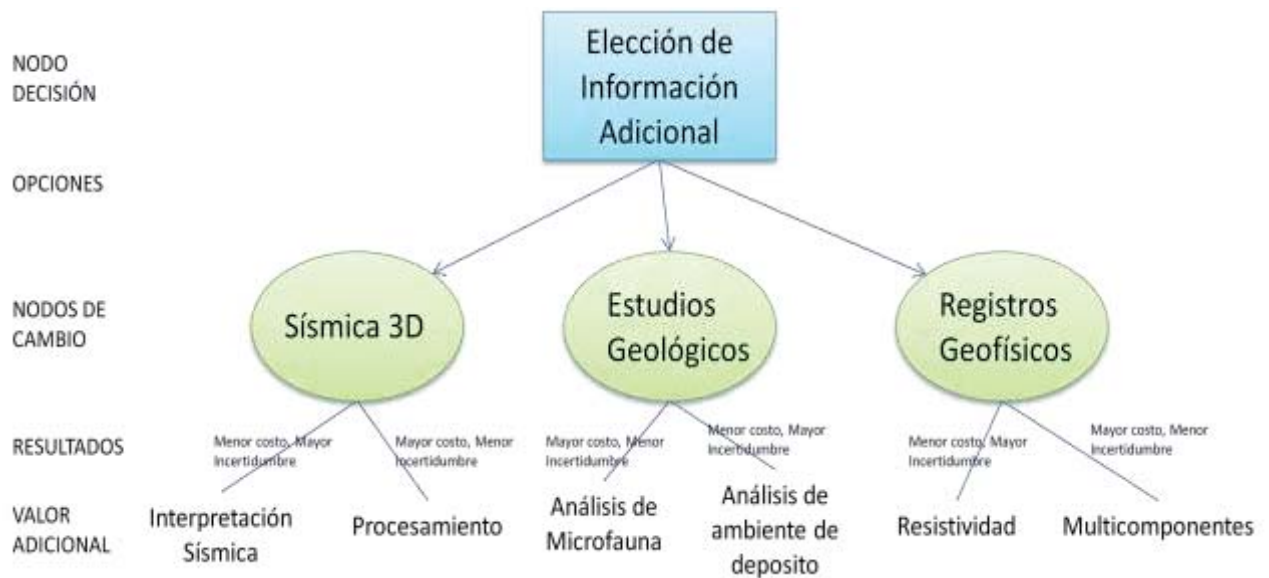 NODO
DECISIÓN
Elección de
Información
Adicional
OPCIONES
NODOS DE
CAMBIO
Sísmica 3D
Estudios
Geológicos
Registros
Geofísicos
RESULTADOS
Menor costo, Mayor
Incertidumbre
Mayor costo, Menor
Incertidumbre
Mayor costo, Menor
Incertidumbre
Menor costo, Mayor
Incertidumbre
Menor costo, Mayor
Incertidumbre
Mayor costo, Menor
Incertidumbre
VALOR
ADICIONAL
Interpretación
Sísmica
Procesamiento
Análisis de
Microfauna
Análisis de
ambiente de
deposito
Resistividad
Multicomponentes